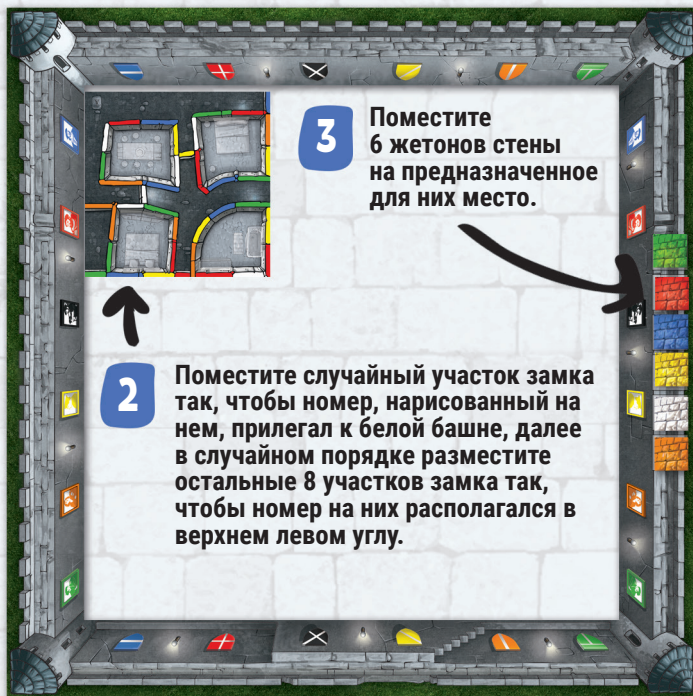 3
Поместите
6 жетонов стены
на предназначенное
для них место.
2
Поместите случайный участок замка
так, чтобы номер, нарисованный на
нем, прилегал к белой башне, далее
в случайном порядке разместите
остальные 8 участков замка так,
чтобы номер на них располагался в
верхнем левом углу.